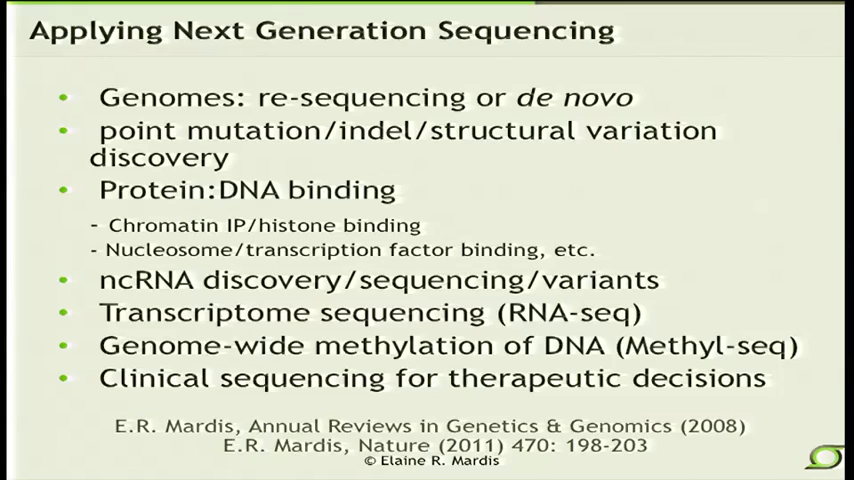 Applying Next Generation Sequencing
• Genomes: re-sequencing or de novo
• point mutation/indel/structural variation
discovery
• Protein:DNA binding
- Chromatin IP/histone binding
- Nucleosome/transcription factor binding, etc.
• ncRNA discovery/sequencing/variants
• Transcriptome sequencing (RNA-seq)
• Genome-wide methylation of DNA (Methyl-seq)
• Clinical sequencing for therapeutic decisions
E.R. Mardis, Annual Reviews in Genetics & Genomics (2008)
E.R. Mardis, Nature (2011) 470: 198-203
© Elaine R. Mardis